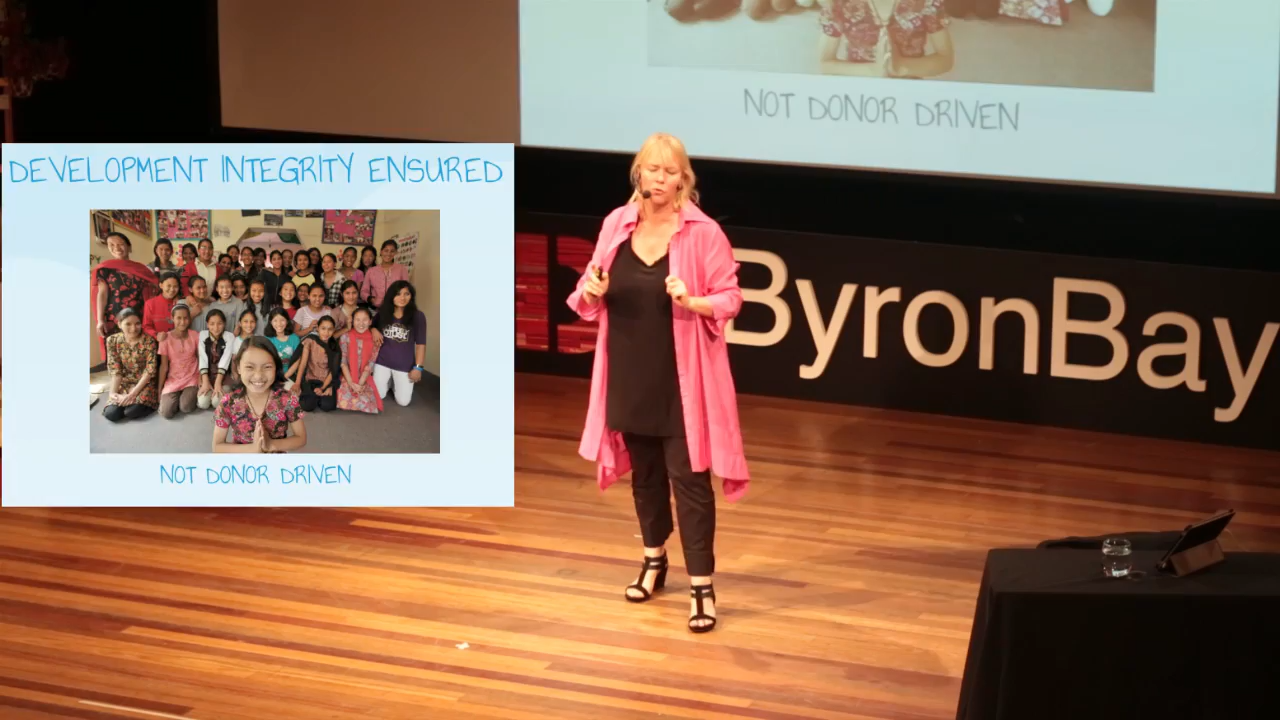 DEVELOPMENT INTEGRITY ENSURED
NOT DONOR DRIVEN
NOT DONOR DRIVEN
ByronBay